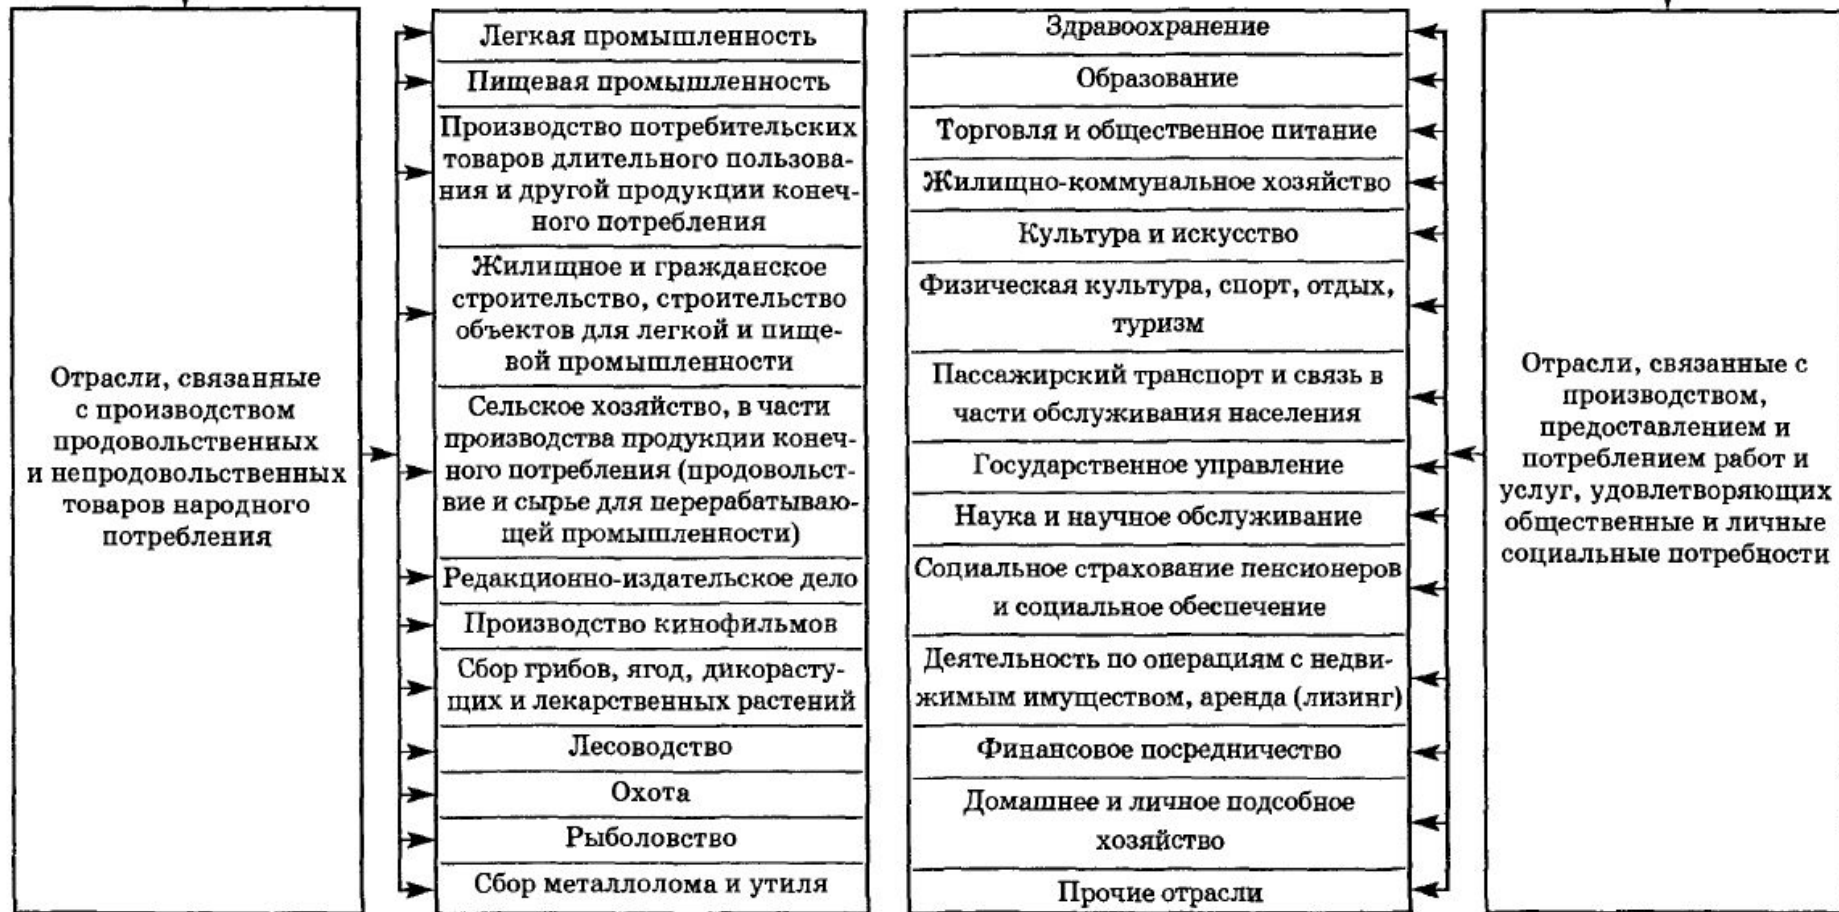 Отрасли, связанные
с производством
продовольственных
и непродовольственных
товаров народного
потребления
Легкая промышленность
Пищевая промышленность
Производство потребительских
товаров длительного пользова-
ния и другой продукции конеч-
ного потребления
Жилищное и гражданское
строительство, строительство
объектов для легкой и пище-
вой промышленности
Сельское хозяйство, в части
производства продукции конеч-
ного потребления (продовольст-
вие и сырье для перерабатываю-
щей промышленности)
Редакционно-издательское дело
Производство кинофильмов
Сбор грибов, ягод, дикорасту-
щих и лекарственных растений
Лесоводство
Охота
Рыболовство
Сбор металлолома и утиля
Здравоохранение
Образование
Торговля и общественное питание
Жилищно-коммунальное хозяйство
Культура и искусство
Физическая культура, спорт, отдых,
туризм
Пассажирский транспорт и связь в
части обслуживания населения
Государственное управление
Наука и научное обслуживание
Социальное страхование пенсионеров
и социальное обеспечение
Деятельность по операциям с недви-
жимым имуществом, аренда (лизинг)
Финансовое посредничество
Домашнее и личное подсобное
хозяйство
Прочие отрасли
Отрасли, связанные с
производством,
предоставлением и
потреблением работ и
услуг, удовлетворяющих
общественные и личные
социальные потребности